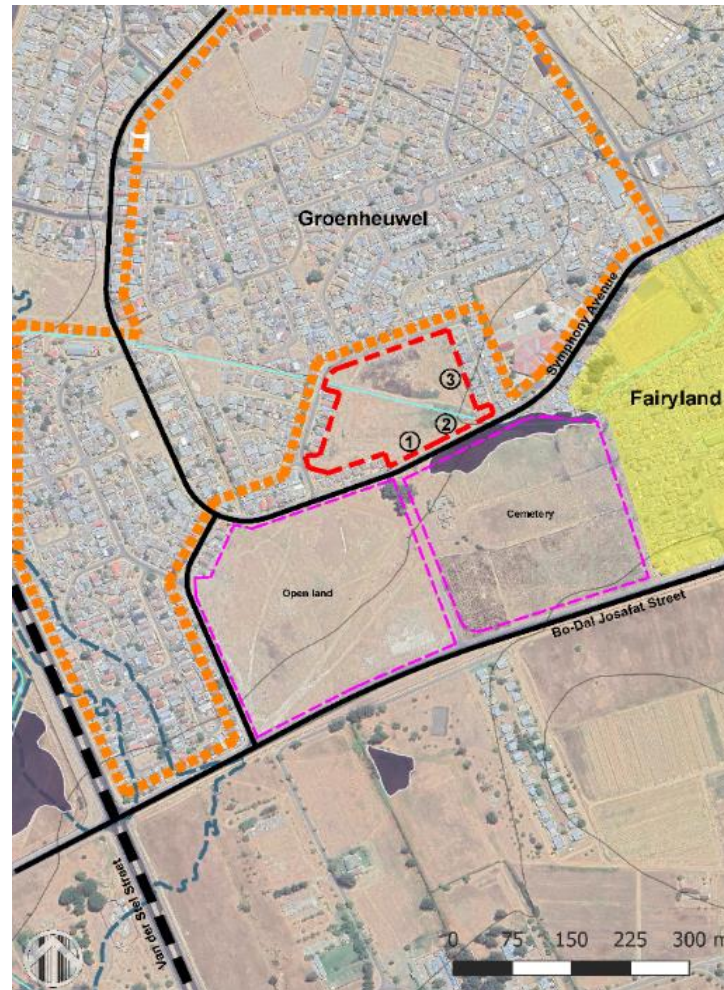 Groenheuwel
Symphony Avenue
Fairyland
3
2
1
Cemetery
Open land
Bo-Dal Josafat Street
Van der Stel Street
0 75 150 225 300 m